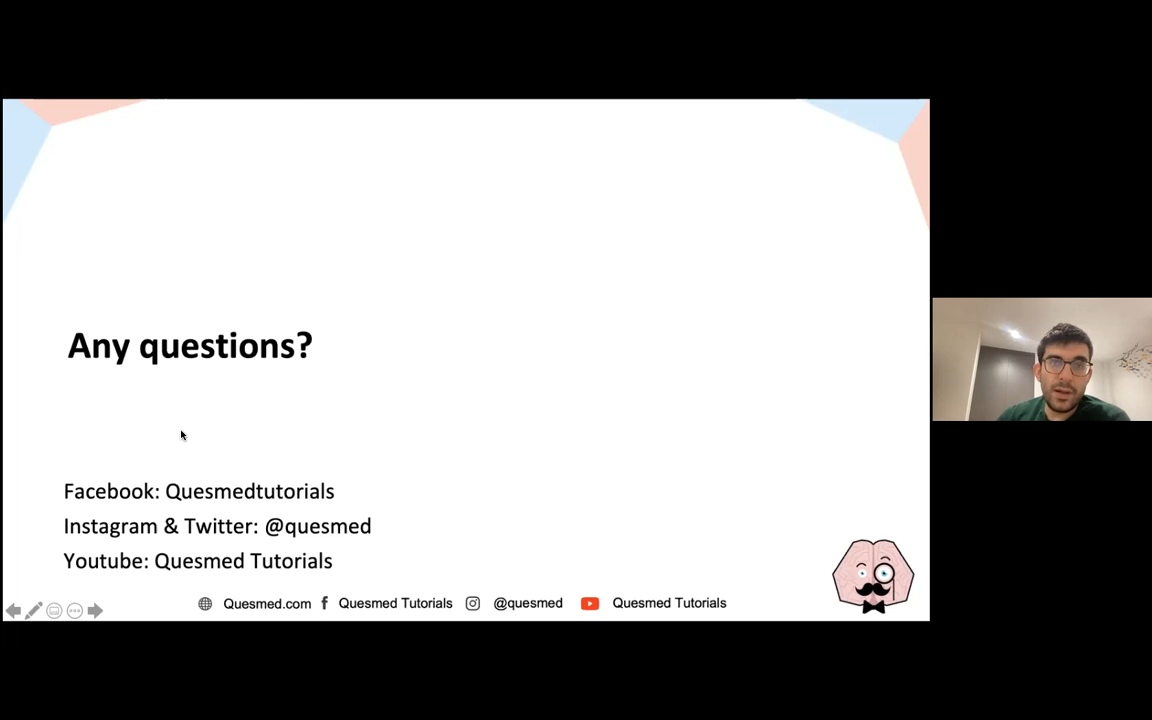 Any questions?
Facebook: Quesmedtutorials
Instagram & Twitter: @quesmed
Youtube: Quesmed Tutorials
Quesmed.com Quesmed Tutorials @quesmed Quesmed Tutorials